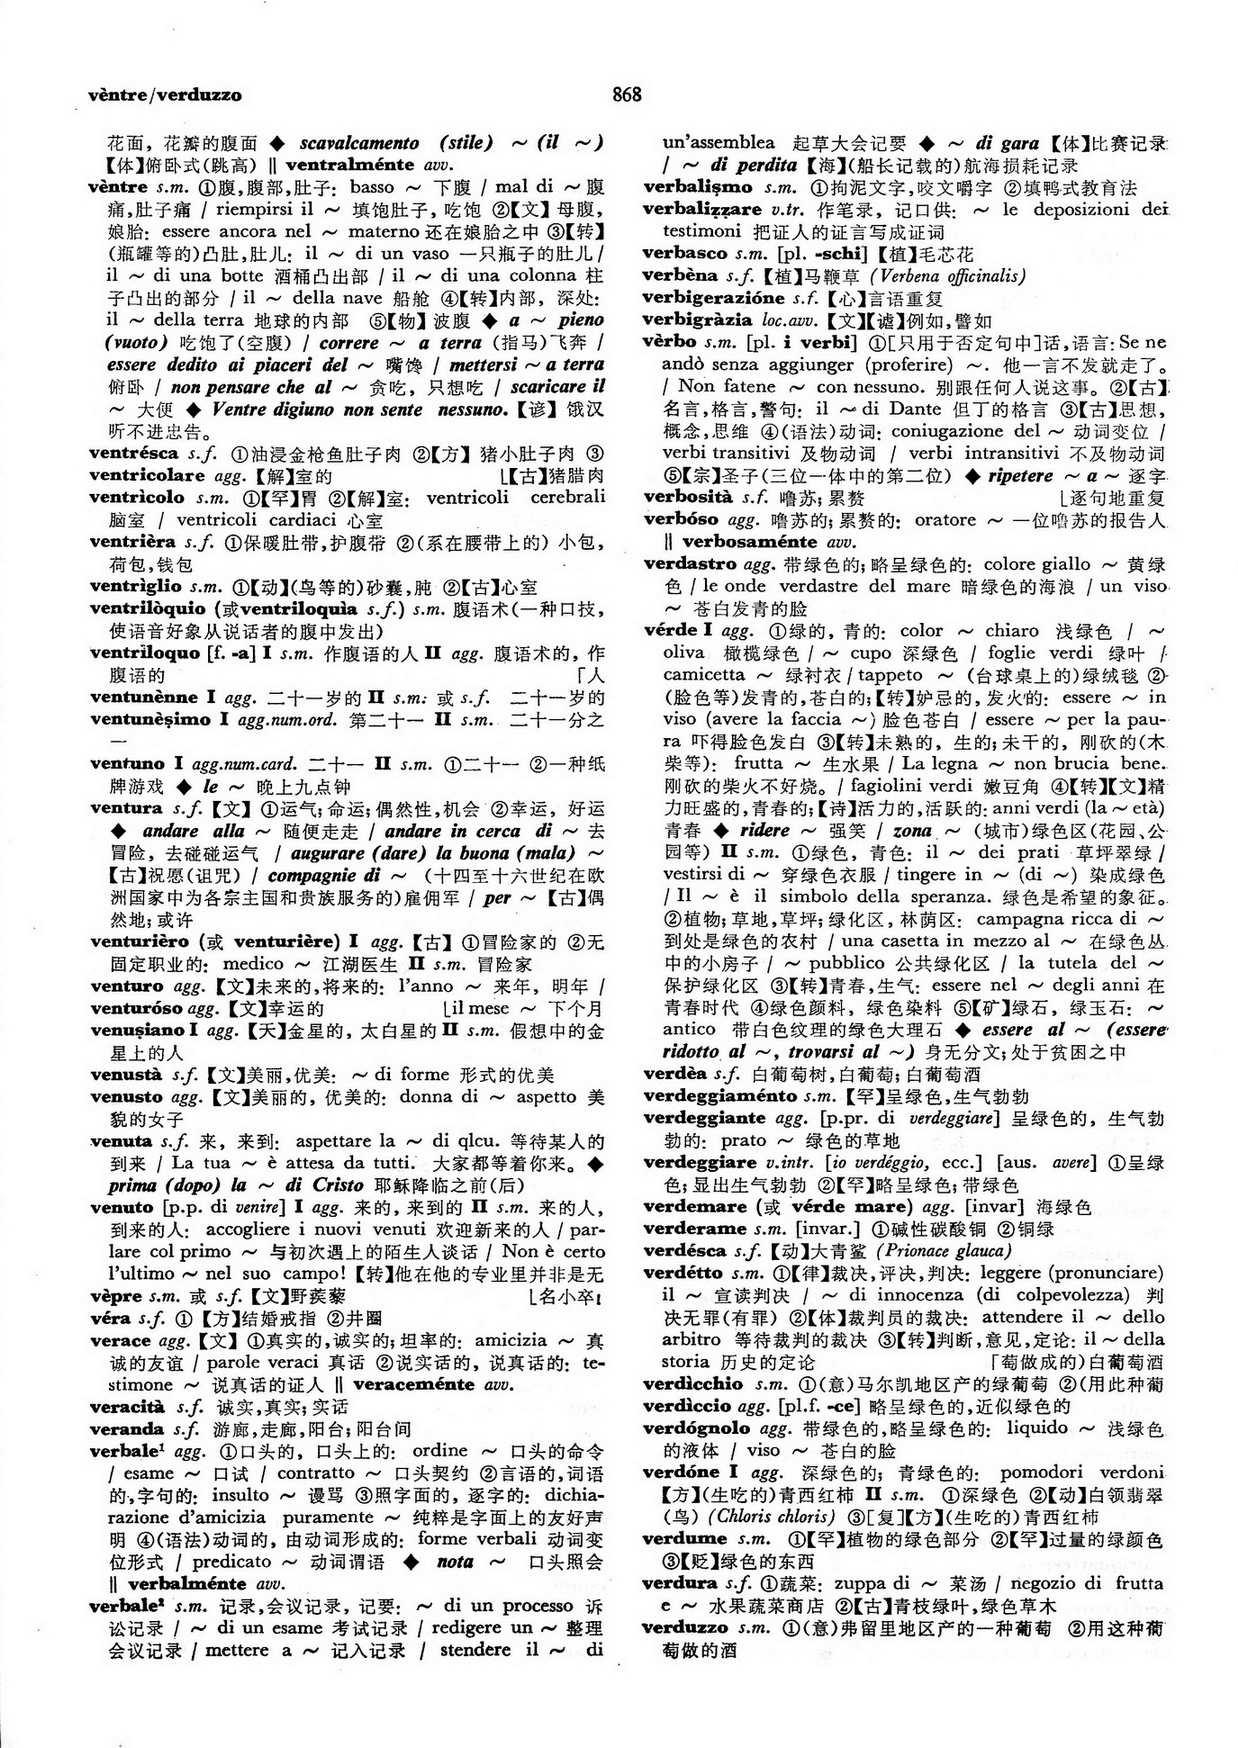 vèntre/verduzzo
868
花面，花瓣的腹面 ◆ scavalcamento (stile) ～ (il ～)
【体】俯卧式(跳高) ‖ ventralménte avv.
vèntre s.m. ①腹,腹部,肚子: basso ～ 下腹 / mal di ～腹
痛,肚子痛 / riempirsi il ～ 填饱肚子, 吃饱 ②【文】母腹,
娘胎: essere ancora nel ～ materno 还在娘胎之中 ③【转】
(瓶罐等的)凸肚,肚儿: il ～ di un vaso 一只瓶子的肚儿/
il ～ di una botte 酒桶凸出部 / il ～ di una colonna 柱
子凸出的部分 / il ～ della nave 船舱 ④【转】内部, 深处:
il ～ della terra 地球的内部 ⑤【物】波腹 ◆ a ～ pieno
(vuoto) 吃饱了(空腹) / correre ～ a terra (指马)飞奔 /
essere dedito ai piaceri del ～ 嘴馋 / mettersi ～ a terra
俯卧 / non pensare che al ～ 贪吃, 只想吃 / scaricare il
～ 大便 ◆ Ventre digiuno non sente nessuno.【谚】饿汉
听不进忠告。
ventrésca s.f. ①油浸金枪鱼肚子肉 ②【方】猪小肚子肉 ③
ventricolare agg.【解】室的 ⌊【古】猪腊肉
ventrìcolo s.m. ①【罕】胃 ②【解】室: ventricoli cerebrali
脑室 / ventricoli cardiaci 心室
ventrièra s.f. ①保暖肚带,护腹带 ②(系在腰带上的) 小包,
荷包,钱包
ventrìglio s.m. ①【动】(鸟等的)砂囊,肫 ②【古】心室
ventrilòquio (或ventriloquìa s.f.) s.m. 腹语术(一种口技,
使语音好象从说话者的腹中发出)
ventrìloquo [f. -a] I s.m. 作腹语的人 II agg. 腹语术的, 作
腹语的 「人
ventunènne I agg. 二十一岁的 II s.m. 或 s.f. 二十一岁的
ventunèṣimo I agg.num.ord. 第二十一 II s.m. 二十一分之
一
ventuno I agg.num.card. 二十一 II s.m. ①二十一 ②一种纸
牌游戏 ◆ le ～ 晚上九点钟
ventura s.f.【文】①运气;命运;偶然性,机会 ②幸运, 好运
◆ andare alla ～ 随便走走 / andare in cerca di ～ 去
冒险, 去碰碰运气 / augurare (dare) la buona (mala) ～
【古】祝愿(诅咒) / compagnie di ～ (十四至十六世纪在欧
洲国家中为各宗主国和贵族服务的)雇佣军 / per ～【古】偶
然地;或许
venturièro (或 venturière) I agg.【古】①冒险家的 ②无
固定职业的: medico ～ 江湖医生 II s.m. 冒险家
venturo agg.【文】未来的,将来的: l'anno ～ 来年, 明年 /
venturóso agg.【文】幸运的 ⌊il mese ～ 下个月
venuṣiano I agg.【天】金星的, 太白星的 II s.m. 假想中的金
星上的人
venustà s.f.【文】美丽,优美: ～ di forme 形式的优美
venusto agg.【文】美丽的, 优美的: donna di ～ aspetto 美
貌的女子
venuta s.f. 来, 来到: aspettare la ～ di qlcu. 等待某人的
到来 / La tua ～ è attesa da tutti. 大家都等着你来。◆
prima (dopo) la ～ di Cristo 耶稣降临之前(后)
venuto [p.p. di venire] I agg. 来的, 来到的 II s.m. 来的人,
到来的人: accogliere i nuovi venuti 欢迎新来的人 / par-
lare col primo ～ 与初次遇上的陌生人谈话 / Non è certo
l'ultimo ～ nel suo campo!【转】他在他的专业里并非是无
vèpre s.m. 或 s.f.【文】野蒺藜 ⌊名小卒!
véra s.f. ①【方】结婚戒指 ②井圈
verace agg.【文】①真实的,诚实的;坦率的: amicizia ～ 真
诚的友谊 / parole veraci 真话 ②说实话的, 说真话的: te-
stimone ～ 说真话的证人 ‖ veraceménte avv.
veracità s.f. 诚实,真实;实话
veranda s.f. 游廊,走廊,阳台;阳台间
verbale¹ agg. ①口头的, 口头上的: ordine ～ 口头的命令
/ esame ～ 口试 / contratto ～ 口头契约 ②言语的,词语
的,字句的: insulto ～ 谩骂 ③照字面的, 逐字的: dichia-
razione d'amicizia puramente ～ 纯粹是字面上的友好声
明 ④(语法)动词的, 由动词形成的: forme verbali 动词变
位形式 / predicato ～ 动词谓语 ◆ nota ～ 口头照会
‖ verbalménte avv.
verbale² s.m. 记录,会议记录, 记要: ～ di un processo 诉
讼记录 / ～ di un esame 考试记录 / redigere un ～ 整理
会议记录 / mettere a ～ 记入记录 / stendere il ～ di
un'assemblea 起草大会记要 ◆ ～ di gara【体】比赛记录
/ ～ di perdita【海】(船长记载的)航海损耗记录
verbaliṣmo s.m. ①拘泥文字,咬文嚼字 ②填鸭式教育法
verbaliẓẓare v.tr. 作笔录, 记口供: ～ le deposizioni dei
testimoni 把证人的证言写成证词
verbasco s.m. [pl. -schi]【植】毛芯花
verbèna s.f.【植】马鞭草 (Verbena officinalis)
verbigerazióne s.f.【心】言语重复
verbigràzia loc.avv.【文】【谑】例如,譬如
vèrbo s.m. [pl. i verbi] ①[只用于否定句中]话,语言: Se ne
andò senza aggiunger (proferire) ～. 他一言不发就走了。
/ Non fatene ～ con nessuno. 别跟任何人说这事。②【古】
名言,格言,警句: il ～ di Dante 但丁的格言 ③【古】思想,
概念,思维 ④(语法)动词: coniugazione del ～ 动词变位 /
verbi transitivi 及物动词 / verbi intransitivi 不及物动词
⑤【宗】圣子(三位一体中的第二位) ◆ ripetere ～ a ～ 逐字
verbosità s.f. 噜苏;累赘 ⌊逐句地重复
verbóso agg. 噜苏的;累赘的: oratore ～ 一位噜苏的报告人
‖ verbosaménte avv.
verdastro agg. 带绿色的;略呈绿色的: colore giallo ～ 黄绿
色 / le onde verdastre del mare 暗绿色的海浪 / un viso
～ 苍白发青的脸
vérde I agg. ①绿的, 青的: color ～ chiaro 浅绿色 / ～
oliva 橄榄绿色 / ～ cupo 深绿色 / foglie verdi 绿叶 /
camicetta ～ 绿衬衣 / tappeto ～ (台球桌上的)绿绒毯 ②
(脸色等)发青的,苍白的;【转】妒忌的, 发火的: essere ～ in
viso (avere la faccia ～) 脸色苍白 / essere ～ per la pau-
ra 吓得脸色发白 ③【转】未熟的, 生的;未干的, 刚砍的(木
柴等): frutta ～ 生水果 / La legna ～ non brucia bene.
刚砍的柴火不好烧。/ fagiolini verdi 嫩豆角 ④【转】【文】精
力旺盛的,青春的;【诗】活力的,活跃的: anni verdi (la ～ età)
青春 ◆ ridere ～ 强笑 / zona ～ (城市)绿色区(花园、公
园等) II s.m. ①绿色, 青色: il ～ dei prati 草坪翠绿 /
vestirsi di ～ 穿绿色衣服 / tingere in ～ (di ～) 染成绿色
/ Il ～ è il simbolo della speranza. 绿色是希望的象征。
②植物;草地,草坪;绿化区, 林荫区: campagna ricca di ～
到处是绿色的农村 / una casetta in mezzo al ～ 在绿色丛
中的小房子 / ～ pubblico 公共绿化区 / la tutela del ～
保护绿化区 ③【转】青春,生气: essere nel ～ degli anni 在
青春时代 ④绿色颜料, 绿色染料 ⑤【矿】绿石, 绿玉石: ～
antico 带白色纹理的绿色大理石 ◆ essere al ～ (essere
ridotto al ～, trovarsi al ～) 身无分文;处于贫困之中
verdèa s.f. 白葡萄树,白葡萄;白葡萄酒
verdeggiaménto s.m.【罕】呈绿色,生气勃勃
verdeggiante agg. [p.pr. di verdeggiare] 呈绿色的, 生气勃
勃的: prato ～ 绿色的草地
verdeggiare v.intr. [io verdéggio, ecc.] [aus. avere] ①呈绿
色;显出生气勃勃 ②【罕】略呈绿色;带绿色
verdemare (或 vérde mare) agg. [invar] 海绿色
verderame s.m. [invar.] ①碱性碳酸铜 ②铜绿
verdésca s.f.【动】大青鲨 (Prionace glauca)
verdétto s.m. ①【律】裁决,评决,判决: leggere (pronunciare)
il ～ 宣读判决 / ～ di innocenza (di colpevolezza) 判
决无罪(有罪) ②【体】裁判员的裁决: attendere il ～ dello
arbitro 等待裁判的裁决 ③【转】判断,意见,定论: il ～ della
storia 历史的定论 「萄做成的)白葡萄酒
verdìcchio s.m. ①(意)马尔凯地区产的绿葡萄 ②(用此种葡
verdìccio agg. [pl.f. -ce] 略呈绿色的,近似绿色的
verdógnolo agg. 带绿色的,略呈绿色的: liquido ～ 浅绿色
的液体 / viso ～ 苍白的脸
verdóne I agg. 深绿色的; 青绿色的: pomodori verdoni
【方】(生吃的)青西红柿 II s.m. ①深绿色 ②【动】白领翡翠
(鸟) (Chloris chloris) ③[复]【方】(生吃的)青西红柿
verdume s.m. ①【罕】植物的绿色部分 ②【罕】过量的绿颜色
③【贬】绿色的东西
verdura s.f. ①蔬菜: zuppa di ～ 菜汤 / negozio di frutta
e ～ 水果蔬菜商店 ②【古】青枝绿叶,绿色草木
verduzzo s.m. ①(意)弗留里地区产的一种葡萄 ②用这种葡
萄做的酒